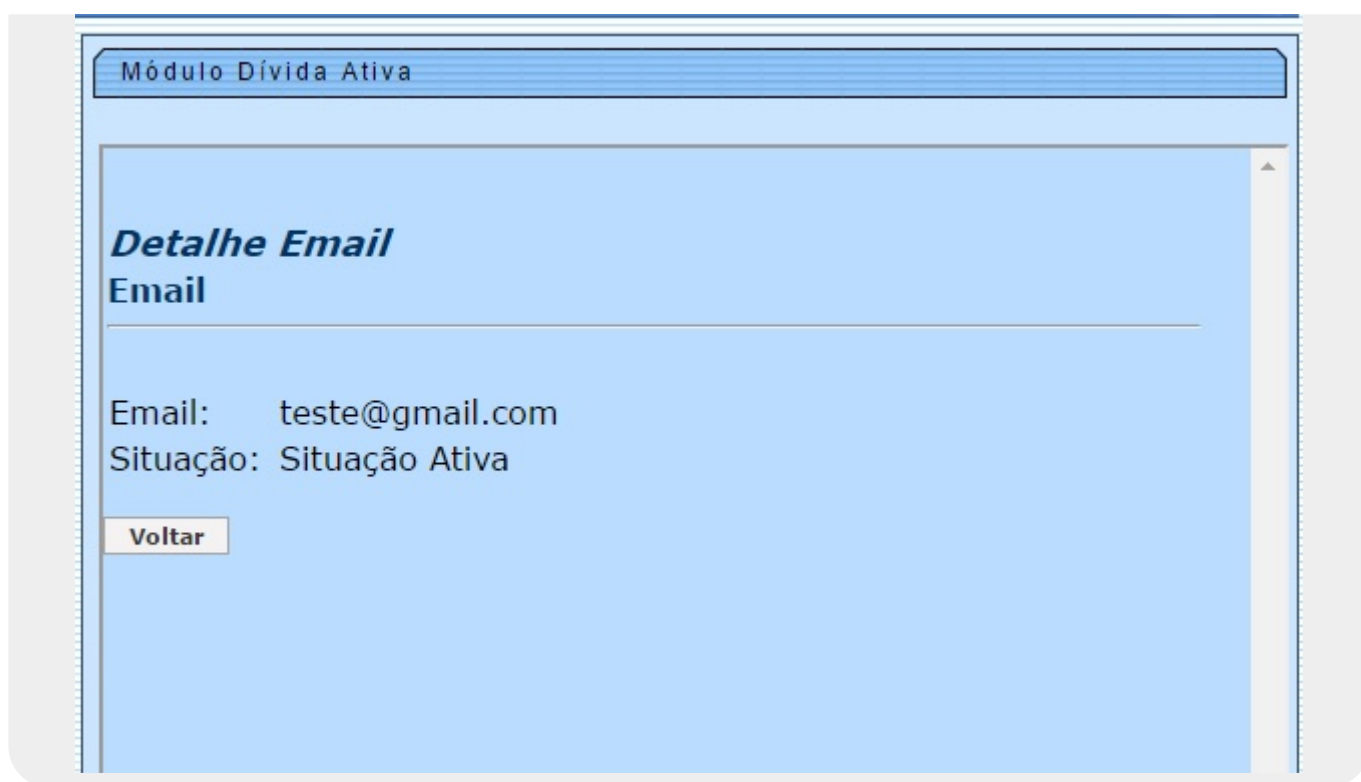 Módulo Dívida Ativa
Detalhe Email
Email
Email: teste@gmail.com
Situação: Situação Ativa
Voltar